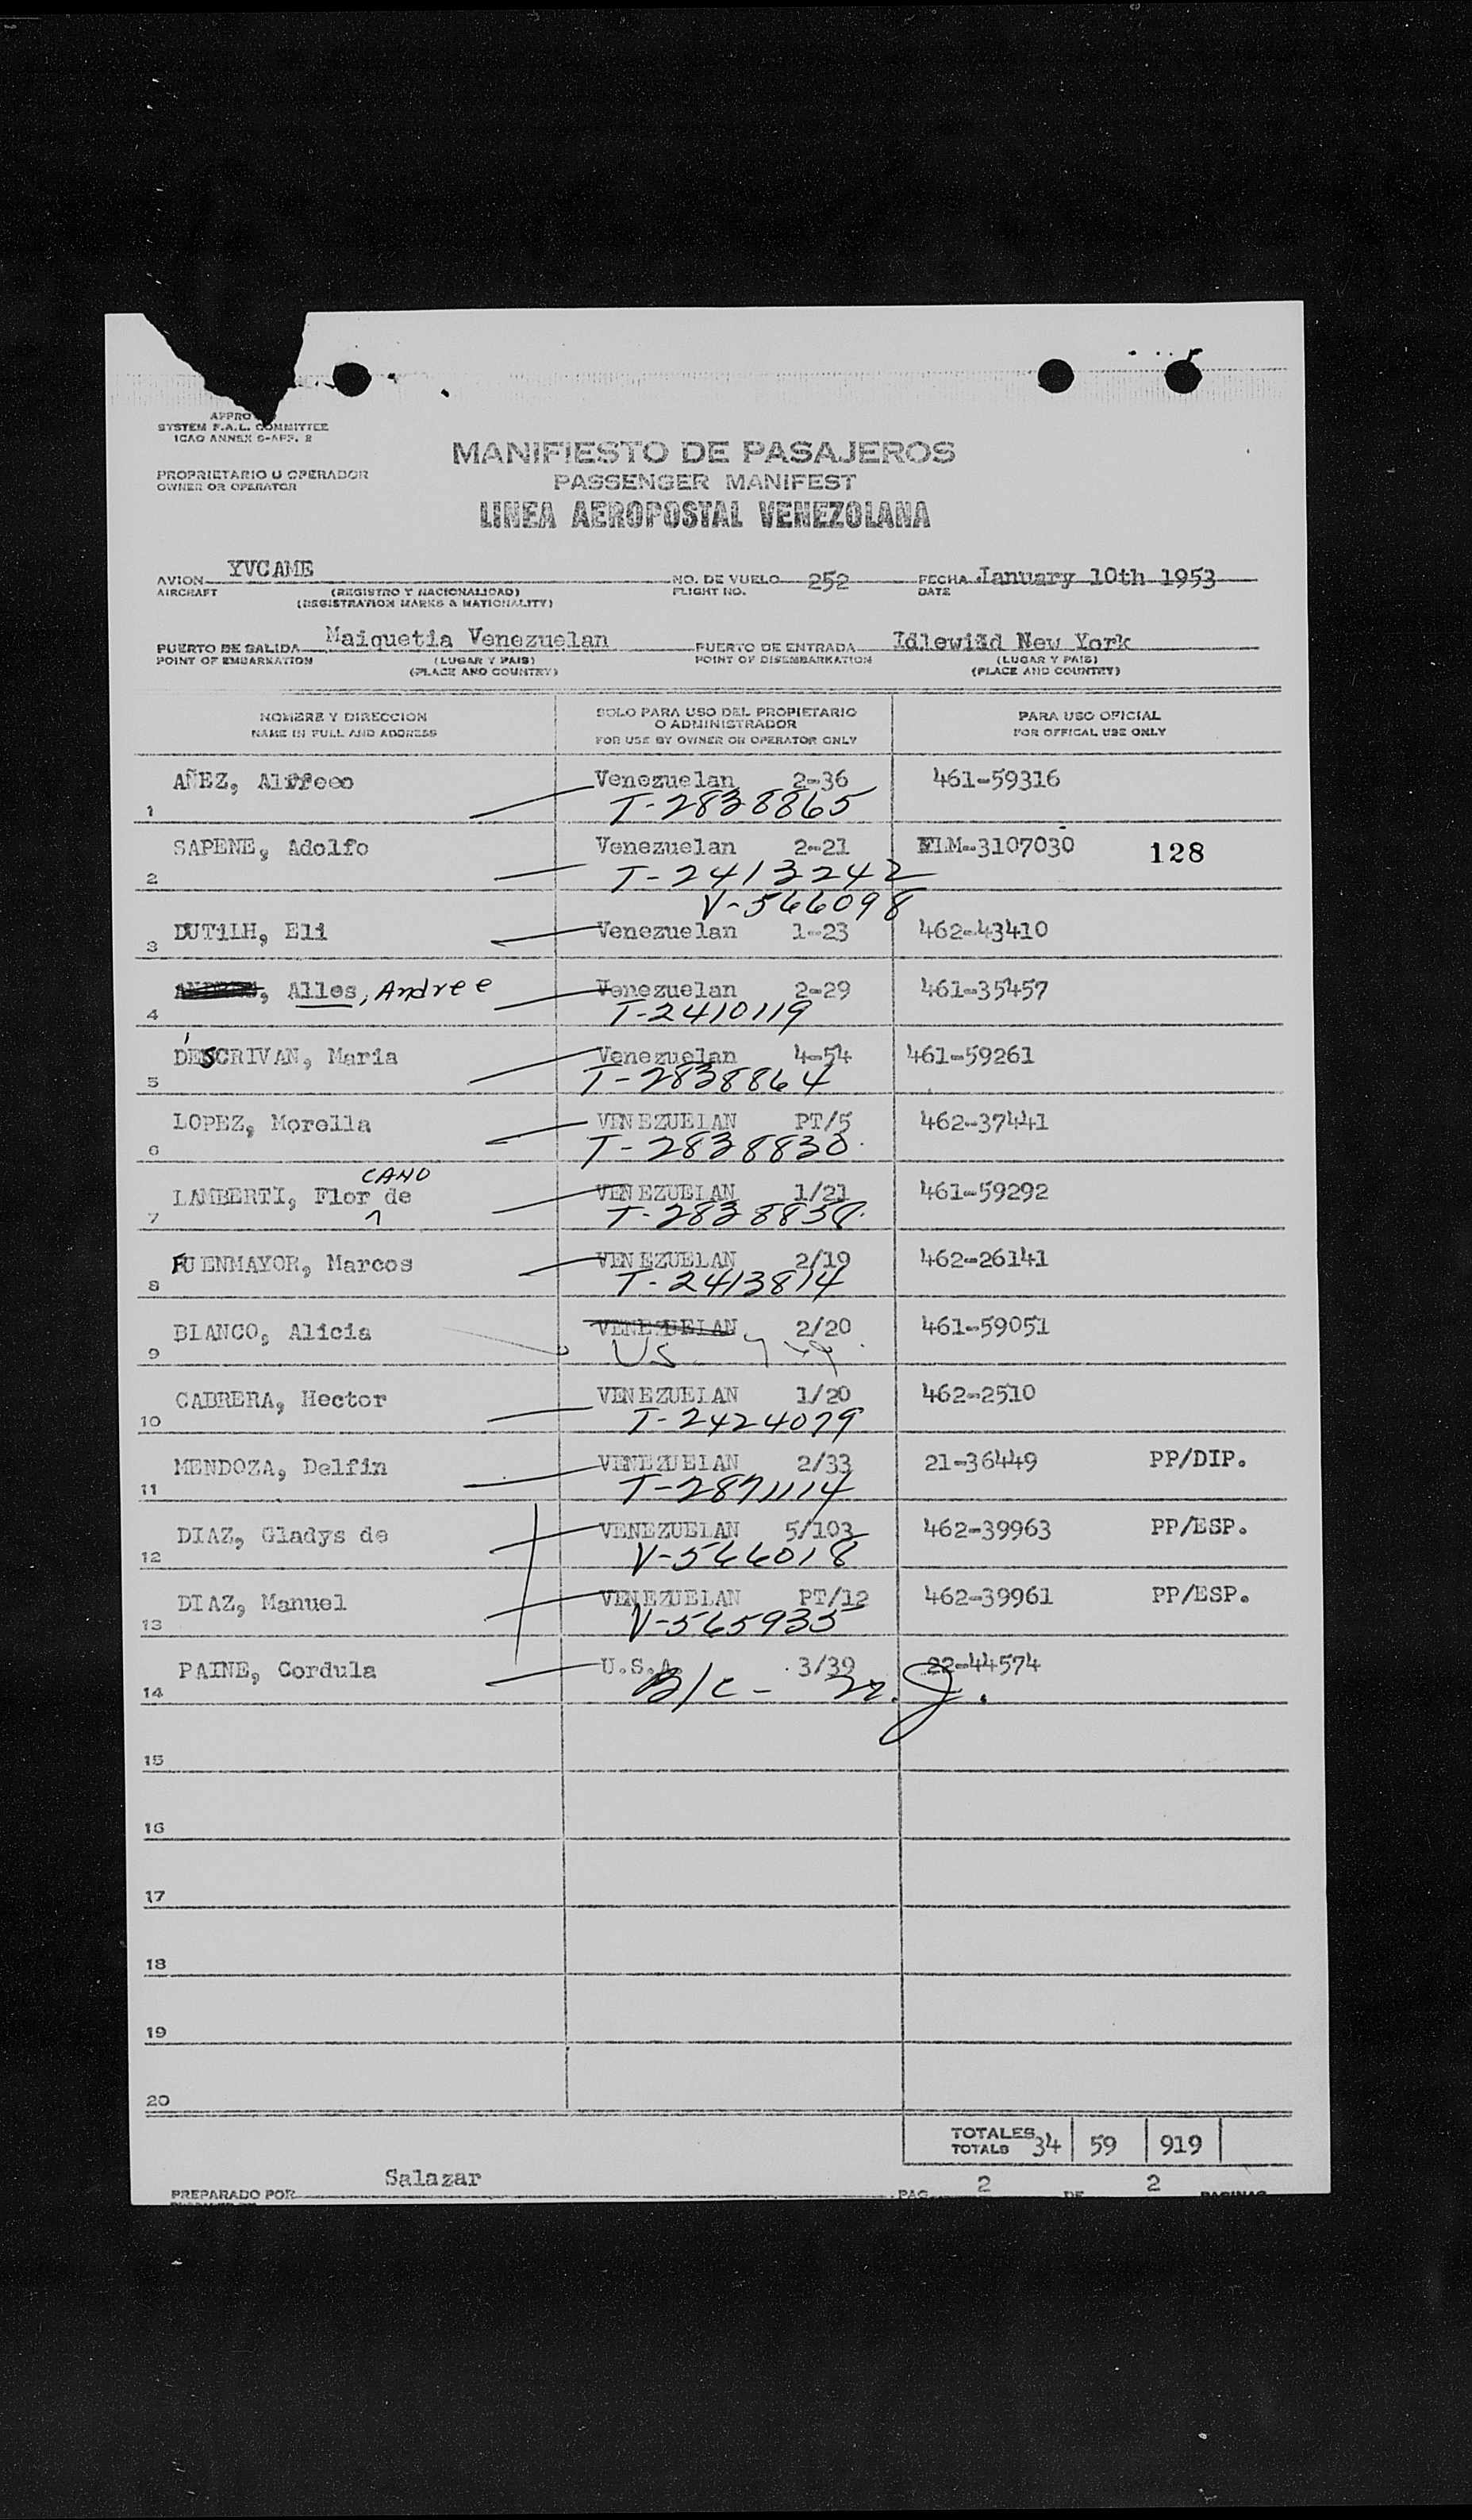 SYSTEM F.A.L. COMMITTEE
ICAO ANNEX 9-APP. 2
PROPRIETARIO U OPERADOR
OWNER OR OPERATOR
MANIFIESTO DE PASAJEROS
PASSENGER MANIFEST
LINEA AEROPOSTAL VENEZOLANA
AVION YVCAME NO. DE VUELO 252 FECHA January 10th 1953
AIRCRAFT (REGISTRO Y NACIONALIDAD) FLIGHT NO. DATE
(REGISTRATION MARKS & NATIONALITY)
PUERTO DE SALIDA Maiquetia Venezuelan PUERTO DE ENTRADA Idlewild New York
POINT OF EMBARKATION (LUGAR Y PAIS) POINT OF DISEMBARKATION (LUGAR Y PAIS)
(PLACE AND COUNTRY) (PLACE AND COUNTRY)
NOMBRE Y DIRECCION
NAME IN FULL AND ADDRESS
SOLO PARA USO DEL PROPIETARIO
O ADMINISTRADOR
FOR USE BY OWNER OR OPERATOR ONLY
PARA USO OFICIAL
FOR OFFICAL USE ONLY
AÑEZ, Venezuelan 2-36 461-59316
1 T-2838865
SAPENE, Adolfo Venezuelan 2-21 3107030 128
2 T-2413242
V-566098
3 DUTILH, Eli Venezuelan 1-23 462-43410
Alles, Andree Venezuelan 2-29 461-35457
4 T-2410119
DESCRIVAN, Maria Venezuelan 4-54 461-59261
5 T-2838864
LOPEZ, Morella VENEZUELAN PT/5 462-37441
6 T-2838830
CANO
LAMBERTI, Flor de VENEZUELAN 1/21 461-59292
7
FUENMAYOR, Marcos VENEZUELAN 2/19 462-26141
8 T-2413814
BLANCO, Alicia VENEZUELAN 2/20 461-59051
9 US
CABRERA, Hector VENEZUELAN 1/20 462-2510
10 T-2424079
MENDOZA, Delfin VENEZUELAN 2/33 21-36449 PP/DIP.
11 T-2871114
DIAZ, Gladys de VENEZUELAN 5/103 462-39963 PP/ESP.
12 V-566018
DIAZ, Manuel VENEZUELAN PT/12 462-39961 PP/ESP.
13 V-565935
PAINE, Cordula U.S.A. 3/39 22-44574
14 B/C - n. J.
15
16
17
18
19
20
TOTALES
TOTALS 34 59 919
PREPARADO POR Salazar PAG. 2 DE 2 PAGINAS